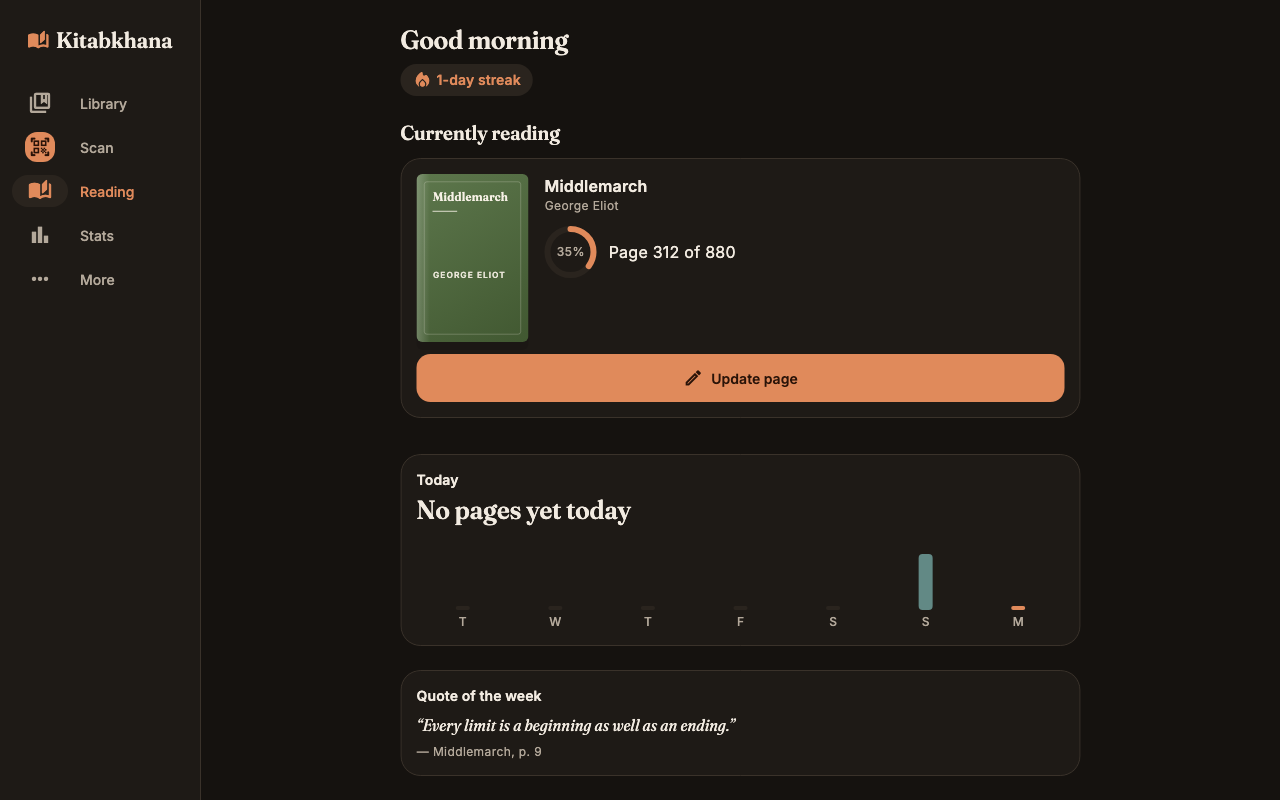 Kitabkhana
Library
Scan
Reading
Stats
More
Good morning
1-day streak
Currently reading
Middlemarch
GEORGE ELIOT
Middlemarch
George Eliot
35%
Page 312 of 880
Update page
Today
No pages yet today
T W T F S S M
Quote of the week
“Every limit is a beginning as well as an ending.”
— Middlemarch, p. 9